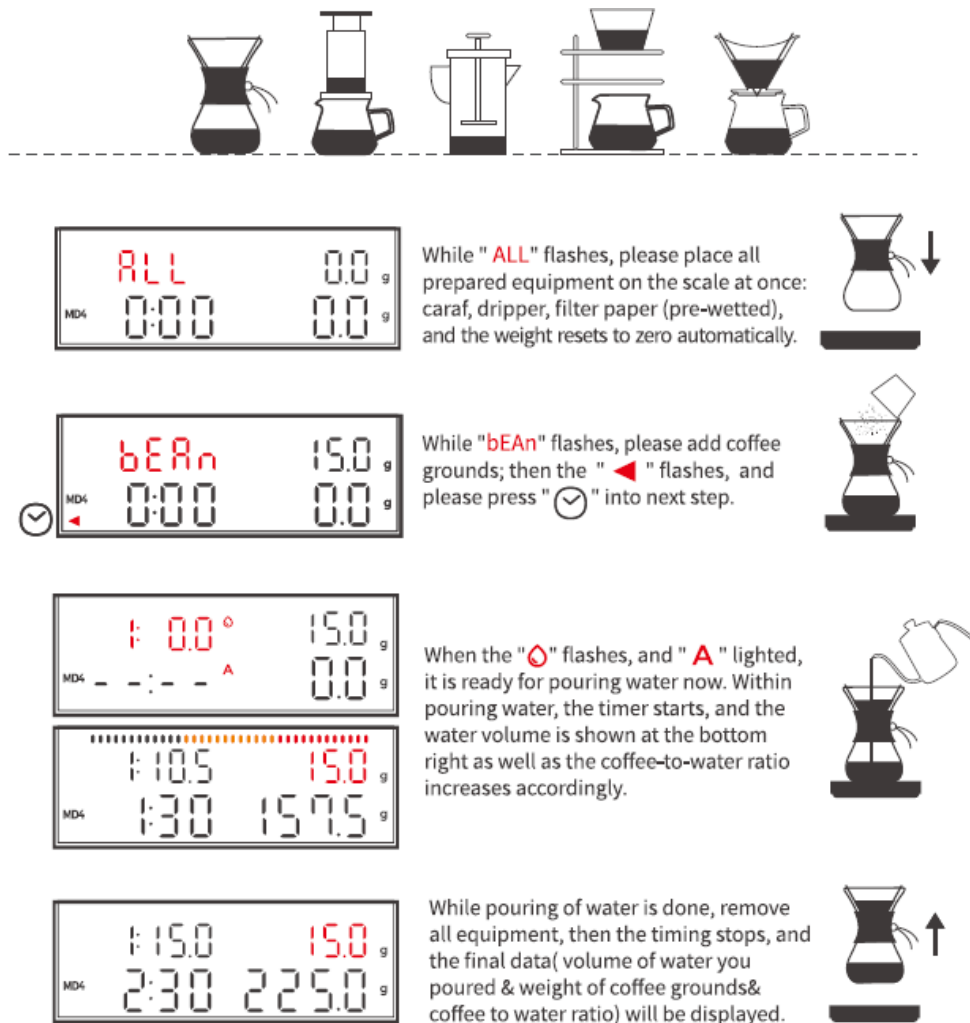 ALL 0.0 g
MD4 0:00 0.0 g
While " ALL" flashes, please place all
prepared equipment on the scale at once:
caraf, dripper, filter paper (pre-wetted),
and the weight resets to zero automatically.
bEAn 15.0 g
MD4 0:00 0.0 g
While "bEAn" flashes, please add coffee
grounds; then the " ◀ " flashes, and
please press " " into next step.
1: 0.0 15.0 g
A
MD4 - -:- - 0.0 g
When the " " flashes, and " A " lighted,
it is ready for pouring water now. Within
pouring water, the timer starts, and the
water volume is shown at the bottom
right as well as the coffee-to-water ratio
increases accordingly.
1:10.5 15.0 g
MD4 1:30 157.5 g
1:15.0 15.0 g
MD4 2:30 225.0 g
While pouring of water is done, remove
all equipment, then the timing stops, and
the final data( volume of water you
poured & weight of coffee grounds&
coffee to water ratio) will be displayed.